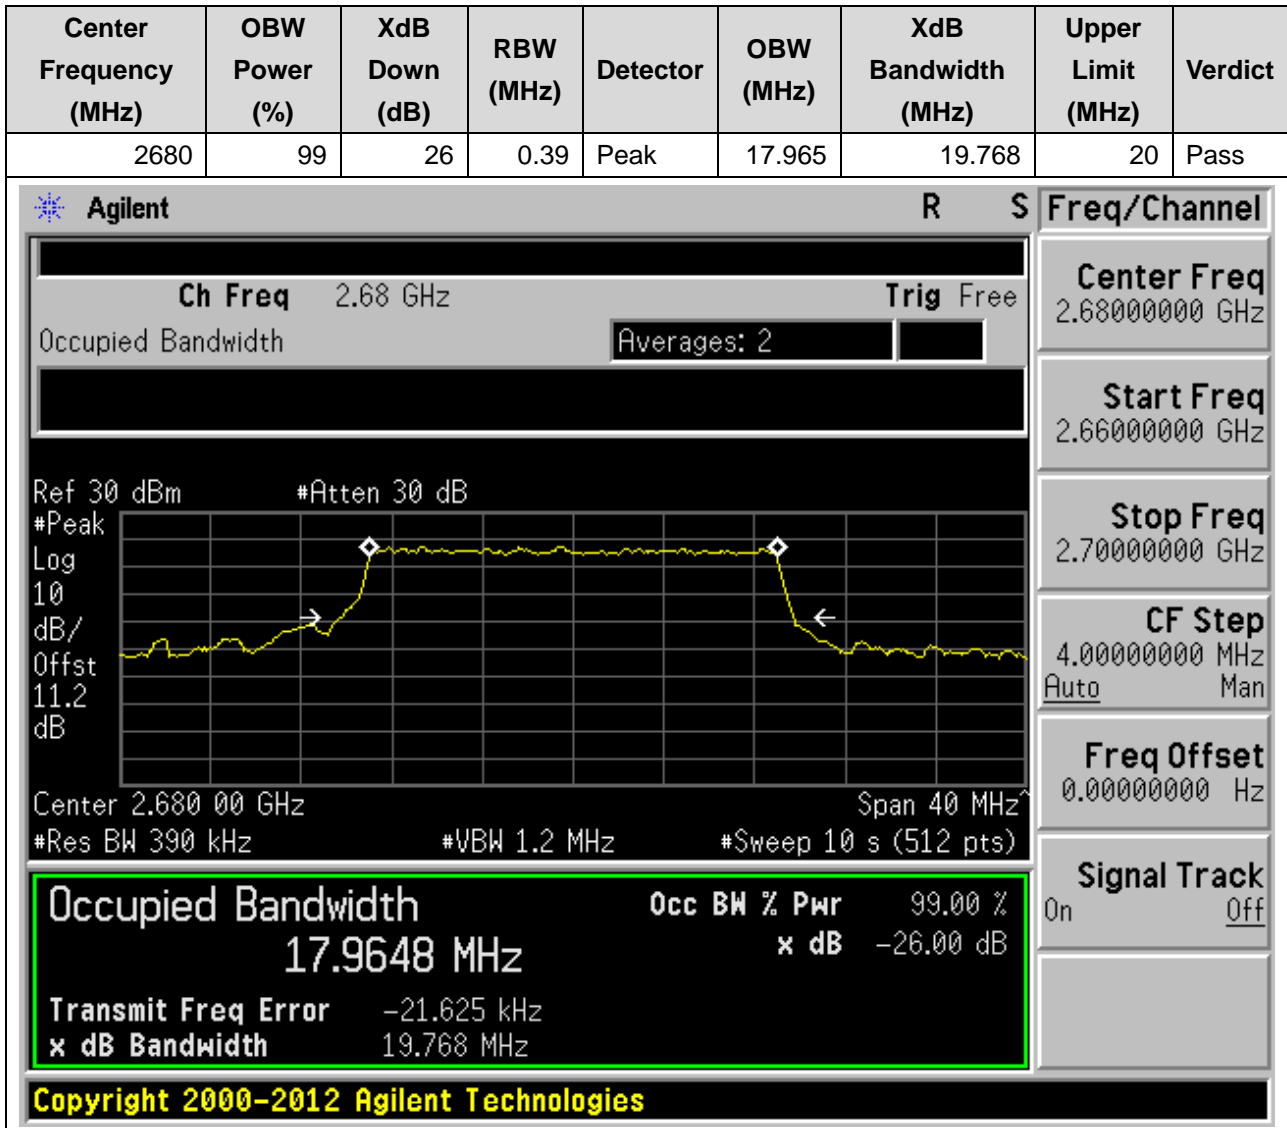 Center Frequency (MHz) OBW Power (%) XdB Down (dB) RBW (MHz) Detector OBW (MHz) XdB Bandwidth (MHz) Upper Limit (MHz) Verdict
2680 99 26 0.39 Peak 17.965 19.768 20 Pass
Agilent R S Freq/Channel
Ch Freq 2.68 GHz Trig Free
Occupied Bandwidth Averages: 2
Center Freq
2.68000000 GHz
Start Freq
2.66000000 GHz
Stop Freq
2.70000000 GHz
CF Step
4.00000000 MHz
Auto Man
Freq Offset
0.00000000 Hz
Signal Track
On Off
Ref 30 dBm #Atten 30 dB
#Peak
Log
10
dB/
Offst
11.2
dB
Center 2.680 00 GHz Span 40 MHz^
#Res BW 390 kHz #VBW 1.2 MHz #Sweep 10 s (512 pts)
Occupied Bandwidth Occ BW % Pwr 99.00 %
17.9648 MHz x dB -26.00 dB
Transmit Freq Error -21.625 kHz
x dB Bandwidth 19.768 MHz
Copyright 2000-2012 Agilent Technologies